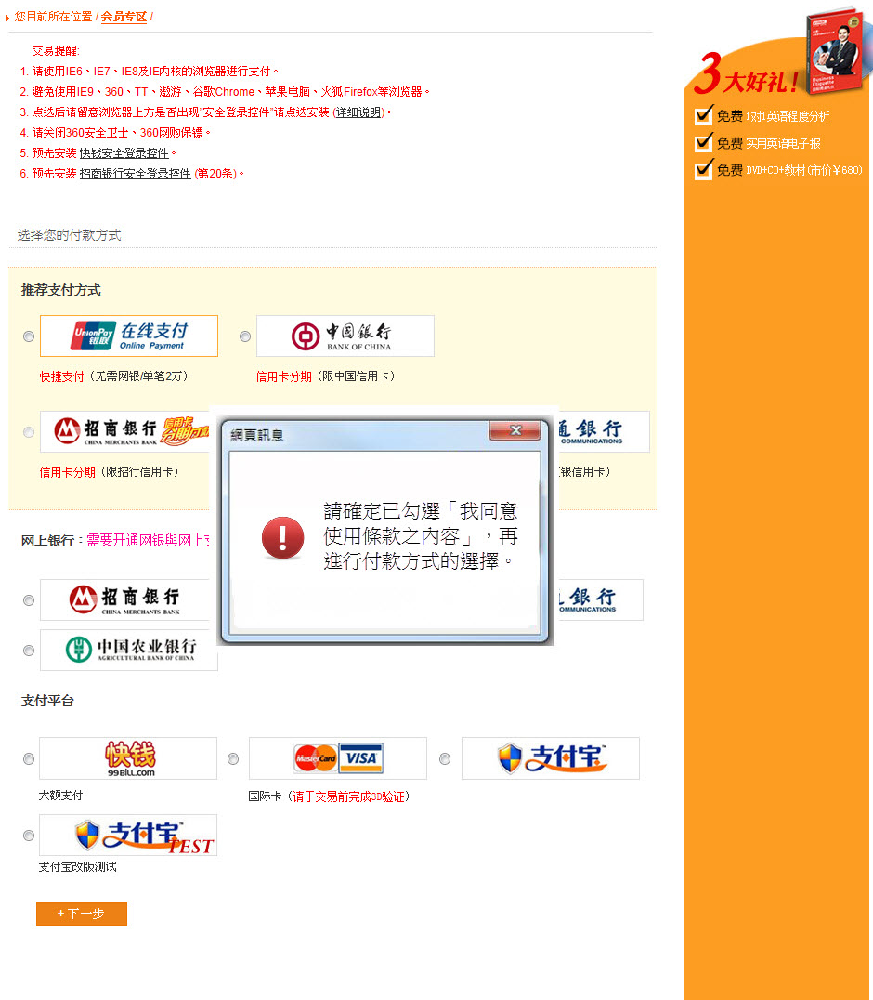 您目前所在位置 / 会员专区 /
交易提醒:
1. 请使用IE6、IE7、IE8及IE内核的浏览器进行支付。
2. 避免使用IE9、360、TT、遨游、谷歌Chrome、苹果电脑、火狐Firefox等浏览器。
3. 点选后请留意浏览器上方是否出现"安全登录控件"请点选安装 (详细说明)。
4. 请关闭360安全卫士、360网购保镖。
5. 预先安装 快钱安全登录控件。
6. 预先安装 招商银行安全登录控件 (第20条)。
3大好礼!
免费 1对1英语程度分析
免费 实用英语电子报
免费 DVD+CD+教材(市价¥680)
Business
Etiquette
选择您的付款方式
推荐支付方式
UnionPay 银联 在线支付
Online Payment
中国银行
BANK OF CHINA
快捷支付（无需网银/单笔2万）
信用卡分期（限中国信用卡）
招商银行 信用卡
CHINA MERCHANTS BANK 分期付款
通银行
COMMUNICATIONS
信用卡分期（限招行信用卡）
银信用卡）
網頁訊息
請確定已勾選「我同意
使用條款之內容」，再
進行付款方式的選擇。
网上银行：需要开通网银與网上支
招商银行
CHINA MERCHANTS BANK
银行
OMMUNICATIONS
中国农业银行
AGRICULTURAL BANK OF CHINA
支付平台
快钱
99BILL.COM
MasterCard VISA
支付宝™
大额支付
国际卡（请于交易前完成3D验证）
支付宝™
TEST
支付宝改版测试
+ 下一步